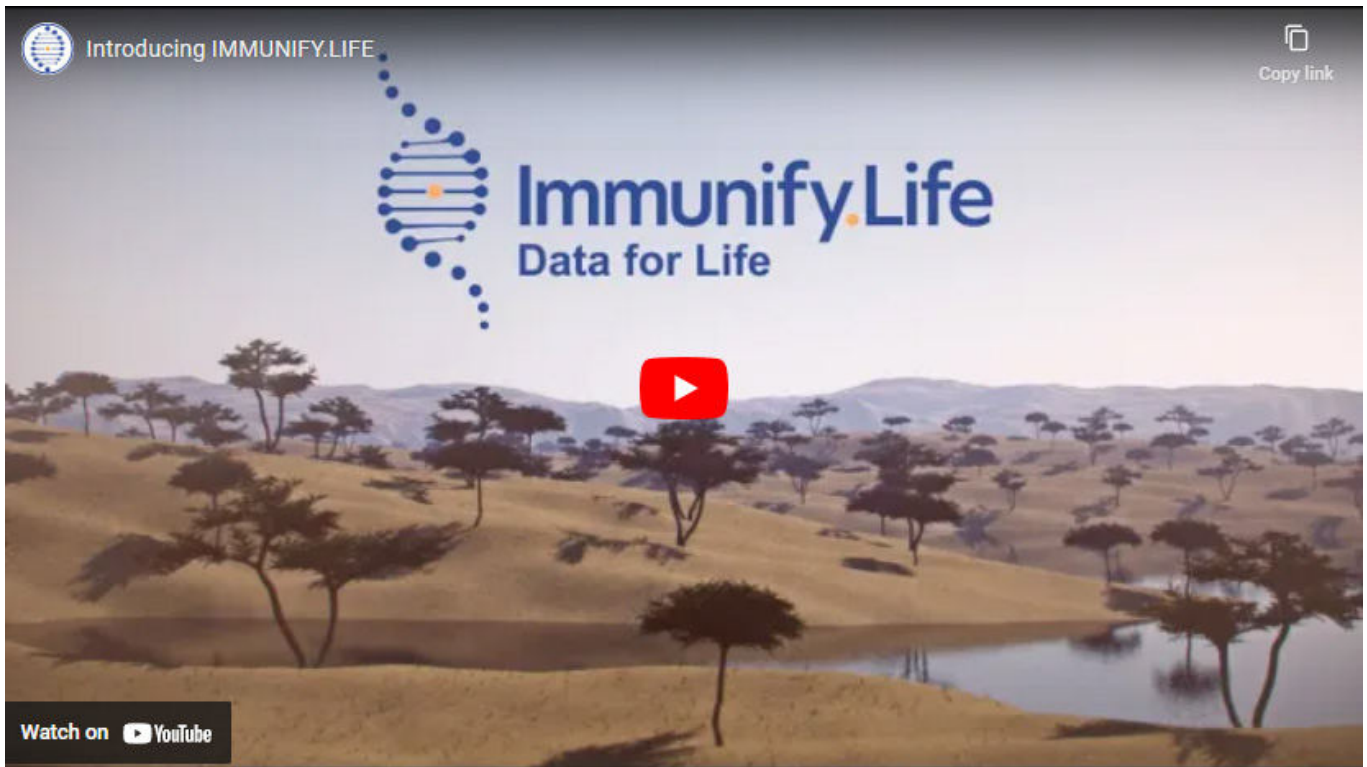 Introducing IMMUNIFY.LIFE
Copy link
Immunify.Life
Data for Life
Watch on YouTube